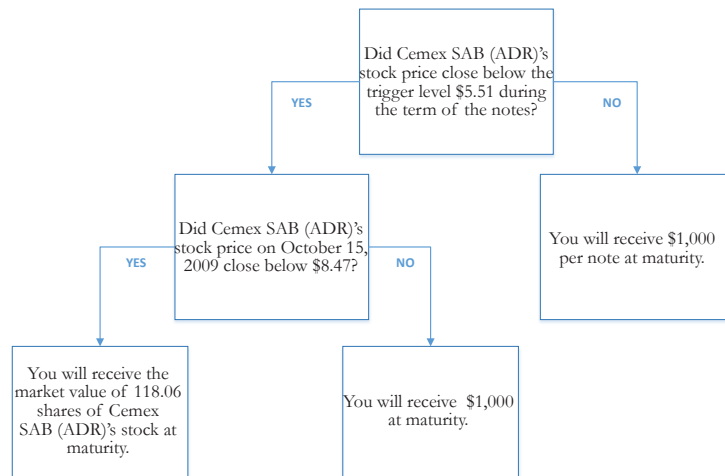 Did Cemex SAB (ADR)'s
stock price close below the
trigger level $5.51 during
the term of the notes?
YES
NO
Did Cemex SAB (ADR)'s
stock price on October 15,
2009 close below $8.47?
You will receive $1,000
per note at maturity.
YES
NO
You will receive the
market value of 118.06
shares of Cemex
SAB (ADR)'s stock at
maturity.
You will receive $1,000
at maturity.